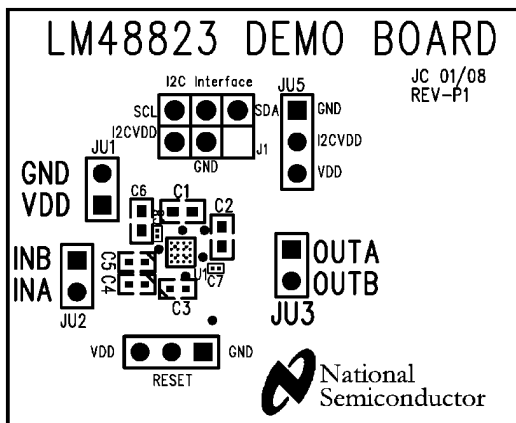 LM48823 DEMO BOARD
JC 01/08
REV-P1
I2C Interface
JU5
SCL
SDA
GND
I2CVDD
J1
I2CVDD
GND
VDD
JU1
GND
VDD
C6
C1
C2
INB
INA
JU2
C5
C4
U1
C7
C3
OUTA
OUTB
JU3
VDD
GND
RESET
National
Semiconductor